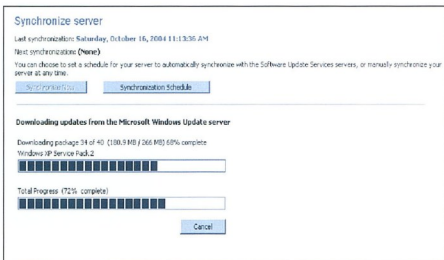 Synchronize server
Last synchronization: Saturday, October 16, 2004 11:13:36 AM
Next synchronization: (None)
You can choose to set a schedule for your server to automatically synchronize with the Software Update Services servers, or manually synchronize your
server at any time.
Synchronize Now Synchronization Schedule
Downloading updates from the Microsoft Windows Update server
Downloading package 34 of 40 (180.9 MB / 266 MB) 68% complete
Windows XP Service Pack 2
Total Progress (72% complete)
Cancel